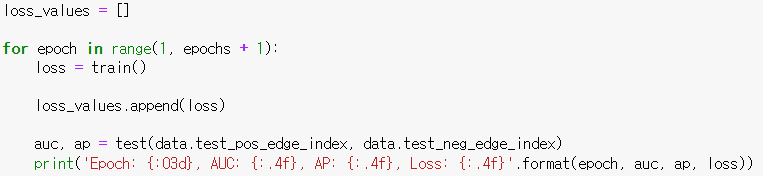 loss_values = []
for epoch in range(1, epochs + 1):
loss = train()
loss_values.append(loss)
auc, ap = test(data.test_pos_edge_index, data.test_neg_edge_index)
print('Epoch: {:03d}, AUC: {:.4f}, AP: {:.4f}, Loss: {:.4f}'.format(epoch, auc, ap, loss))